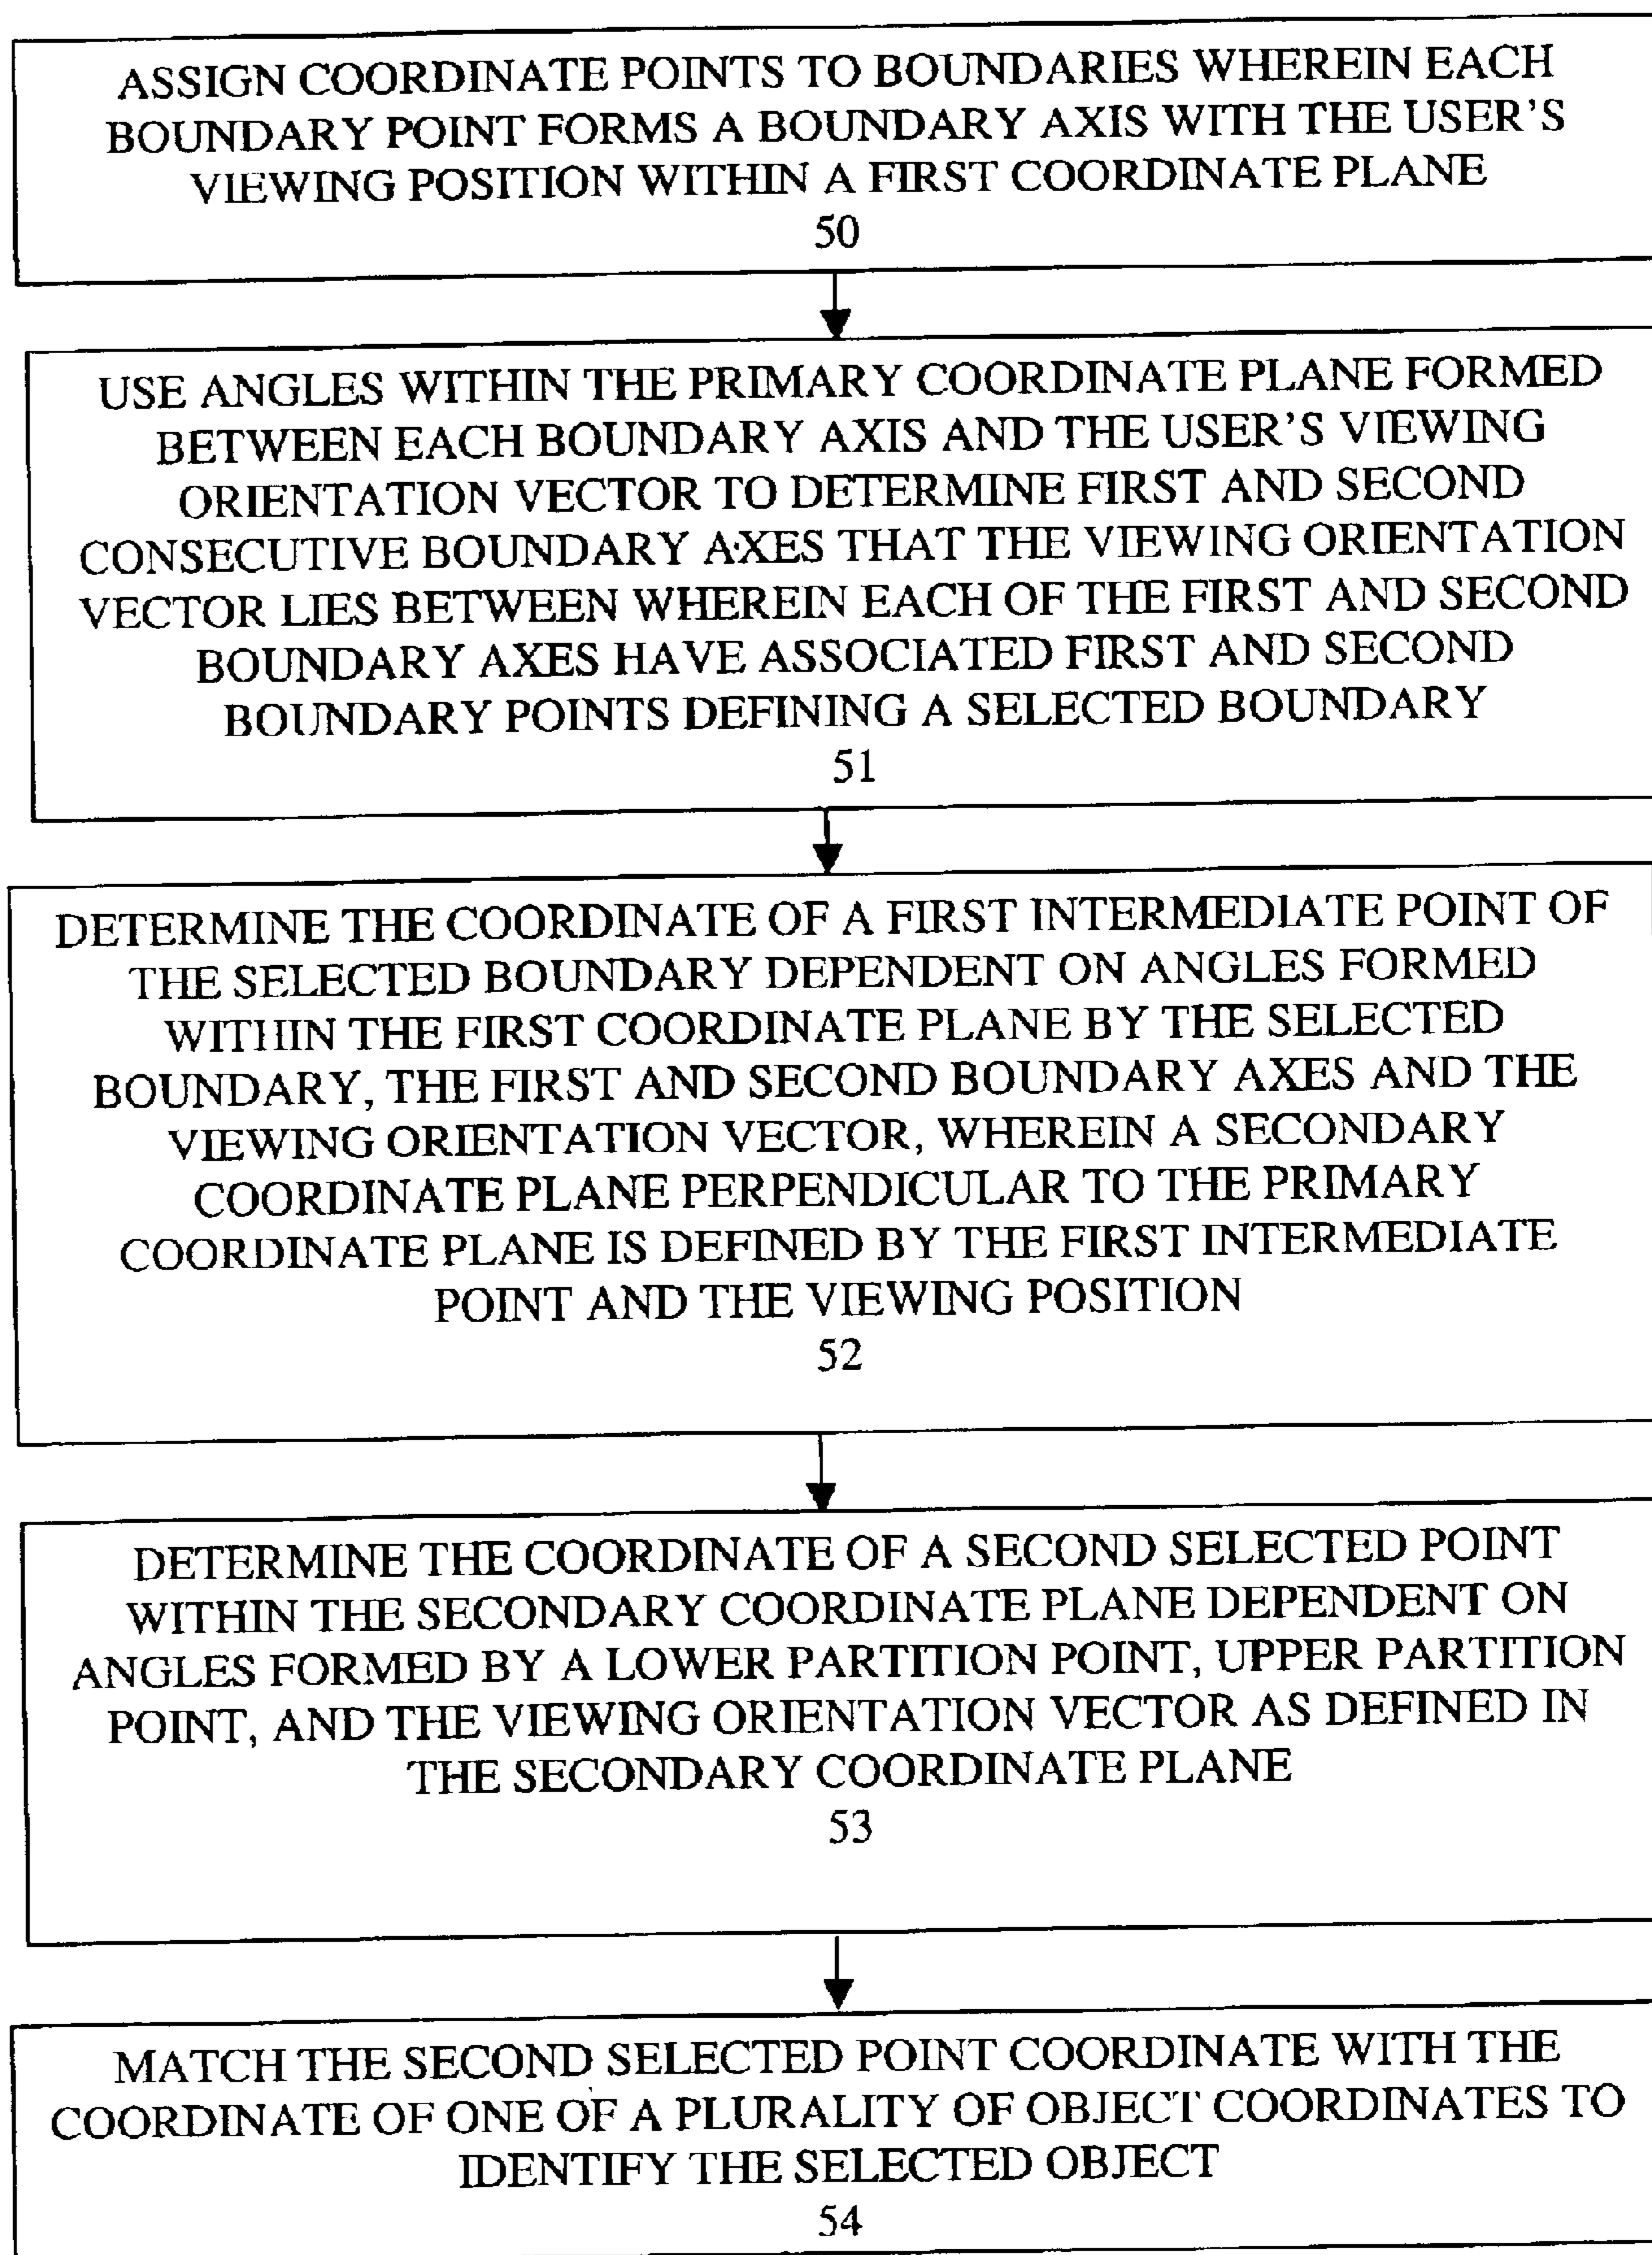 ASSIGN COORDINATE POINTS TO BOUNDARIES WHEREIN EACH
BOUNDARY POINT FORMS A BOUNDARY AXIS WITH THE USER'S
VIEWING POSITION WITHIN A FIRST COORDINATE PLANE
50
USE ANGLES WITHIN THE PRIMARY COORDINATE PLANE FORMED
BETWEEN EACH BOUNDARY AXIS AND THE USER'S VIEWING
ORIENTATION VECTOR TO DETERMINE FIRST AND SECOND
CONSECUTIVE BOUNDARY AXES THAT THE VIEWING ORIENTATION
VECTOR LIES BETWEEN WHEREIN EACH OF THE FIRST AND SECOND
BOUNDARY AXES HAVE ASSOCIATED FIRST AND SECOND
BOUNDARY POINTS DEFINING A SELECTED BOUNDARY
51
DETERMINE THE COORDINATE OF A FIRST INTERMEDIATE POINT OF
THE SELECTED BOUNDARY DEPENDENT ON ANGLES FORMED
WITHIN THE FIRST COORDINATE PLANE BY THE SELECTED
BOUNDARY, THE FIRST AND SECOND BOUNDARY AXES AND THE
VIEWING ORIENTATION VECTOR, WHEREIN A SECONDARY
COORDINATE PLANE PERPENDICULAR TO THE PRIMARY
COORDINATE PLANE IS DEFINED BY THE FIRST INTERMEDIATE
POINT AND THE VIEWING POSITION
52
DETERMINE THE COORDINATE OF A SECOND SELECTED POINT
WITHIN THE SECONDARY COORDINATE PLANE DEPENDENT ON
ANGLES FORMED BY A LOWER PARTITION POINT, UPPER PARTITION
POINT, AND THE VIEWING ORIENTATION VECTOR AS DEFINED IN
THE SECONDARY COORDINATE PLANE
53
MATCH THE SECOND SELECTED POINT COORDINATE WITH THE
COORDINATE OF ONE OF A PLURALITY OF OBJECT COORDINATES TO
IDENTIFY THE SELECTED OBJECT
54